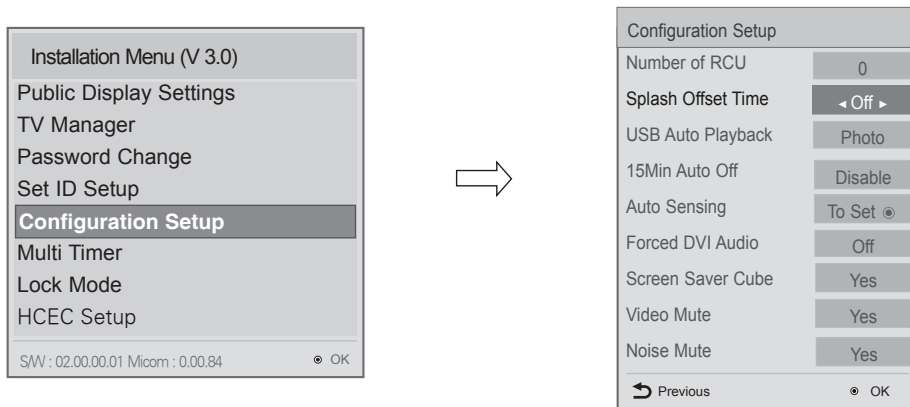 Installation Menu (V 3.0)
Public Display Settings
TV Manager
Password Change
Set ID Setup
Configuration Setup
Multi Timer
Lock Mode
HCEC Setup
S/W : 02.00.00.01 Micom : 0.00.84 ◉ OK
Configuration Setup
Number of RCU 0
Splash Offset Time ◄ Off ►
USB Auto Playback Photo
15Min Auto Off Disable
Auto Sensing To Set ◉
Forced DVI Audio Off
Screen Saver Cube Yes
Video Mute Yes
Noise Mute Yes
Previous ◉ OK